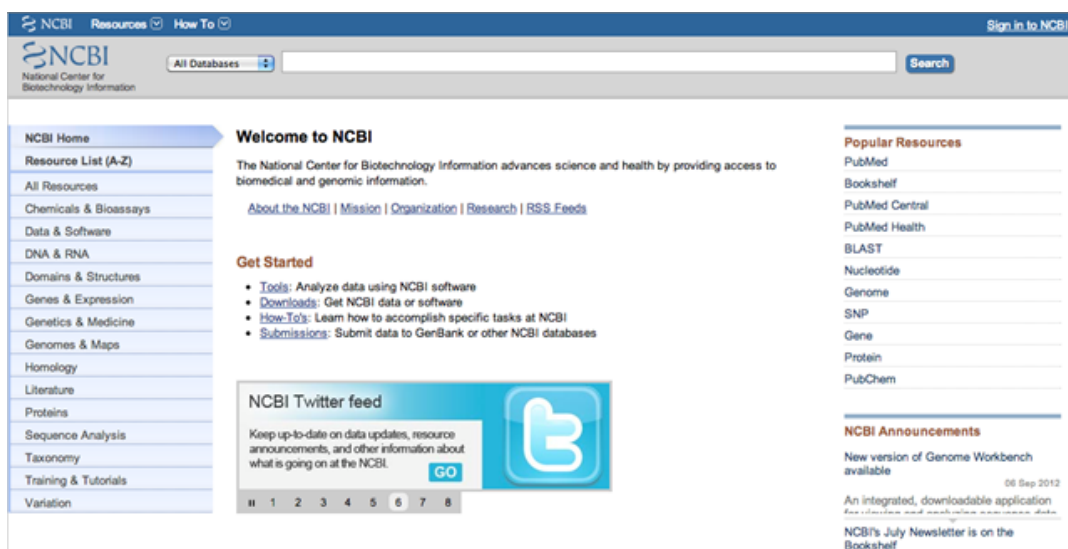 NCBI Resources How To Sign in to NCBI
NCBI
National Center for
Biotechnology Information
All Databases
Search
NCBI Home
Resource List (A-Z)
All Resources
Chemicals & Bioassays
Data & Software
DNA & RNA
Domains & Structures
Genes & Expression
Genetics & Medicine
Genomes & Maps
Homology
Literature
Proteins
Sequence Analysis
Taxonomy
Training & Tutorials
Variation
Welcome to NCBI
The National Center for Biotechnology Information advances science and health by providing access to
biomedical and genomic information.
About the NCBI | Mission | Organization | Research | RSS Feeds
Get Started
• Tools: Analyze data using NCBI software
• Downloads: Get NCBI data or software
• How-To's: Learn how to accomplish specific tasks at NCBI
• Submissions: Submit data to GenBank or other NCBI databases
NCBI Twitter feed
Keep up-to-date on data updates, resource
announcements, and other information about
what is going on at the NCBI.
GO
1 2 3 4 5 6 7 8
Popular Resources
PubMed
Bookshelf
PubMed Central
PubMed Health
BLAST
Nucleotide
Genome
SNP
Gene
Protein
PubChem
NCBI Announcements
New version of Genome Workbench
available
06 Sep 2012
An integrated, downloadable application
for viewing and analyzing sequence data
NCBI's July Newsletter is on the
Bookshelf